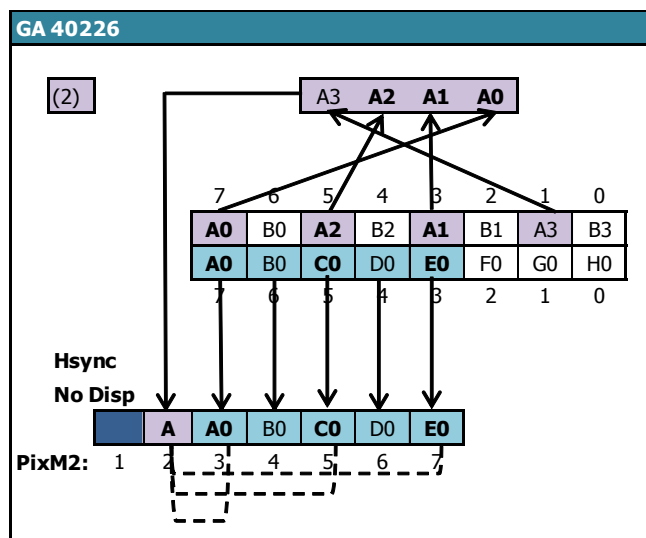 GA 40226
(2)
A3 A2 A1 A0
7 6 5 4 3 2 1 0
A0 B0 A2 B2 A1 B1 A3 B3
A0 B0 C0 D0 E0 F0 G0 H0
7 6 5 4 3 2 1 0
Hsync
No Disp
A A0 B0 C0 D0 E0
PixM2: 1 2 3 4 5 6 7